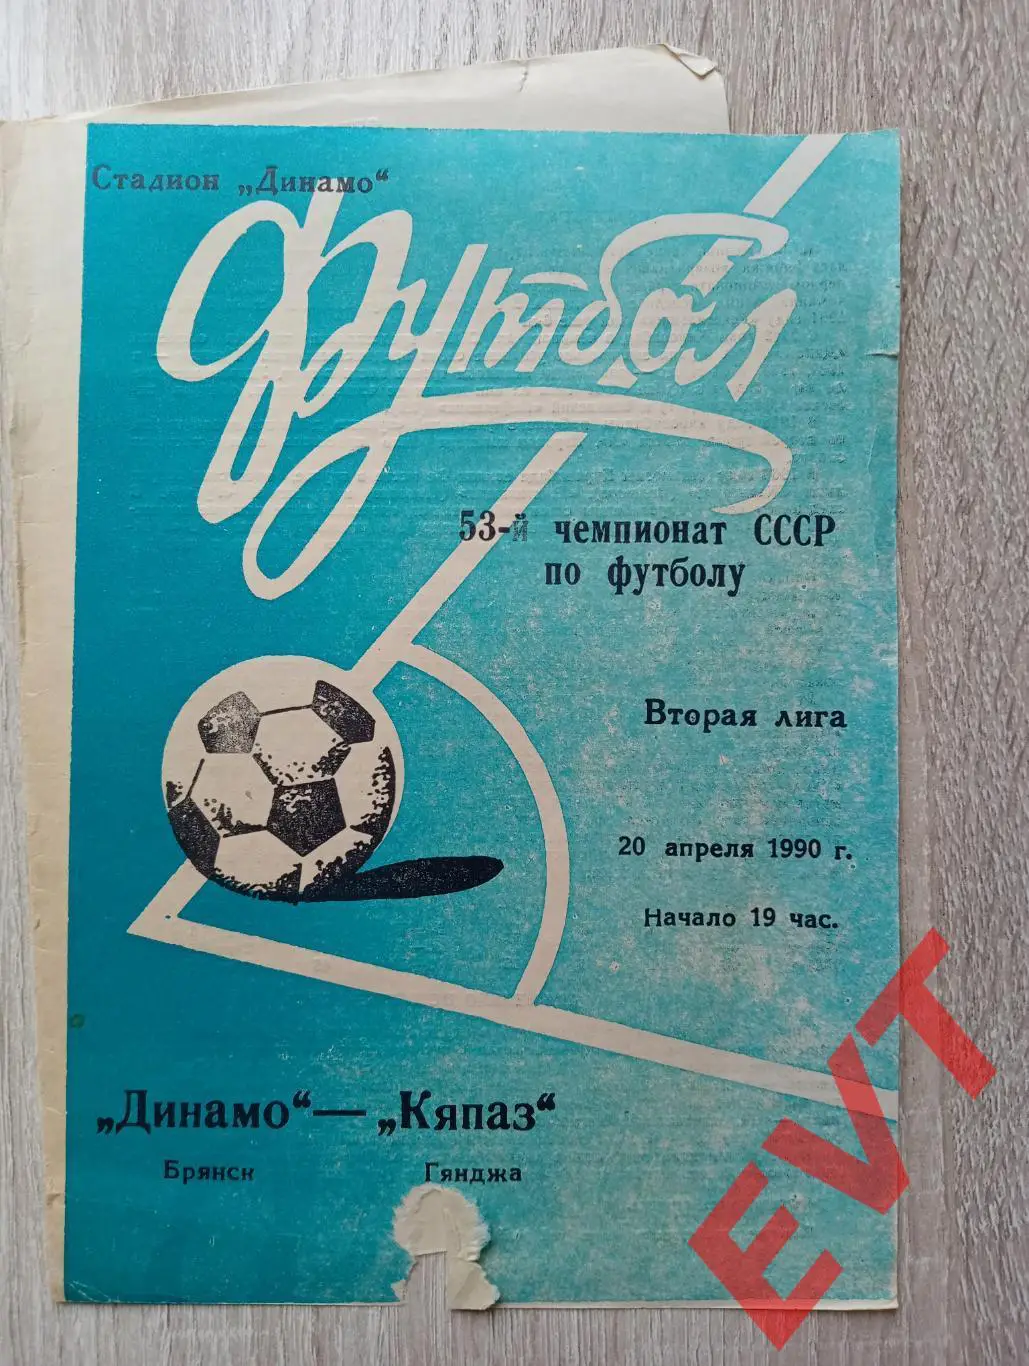 Стадион „Динамо“
Футбол
53-й чемпионат СССР
по футболу
Вторая лига
20 апреля 1990 г.
Начало 19 час.
„Динамо“ — „Кяпаз“
Брянск Гянджа
EVT